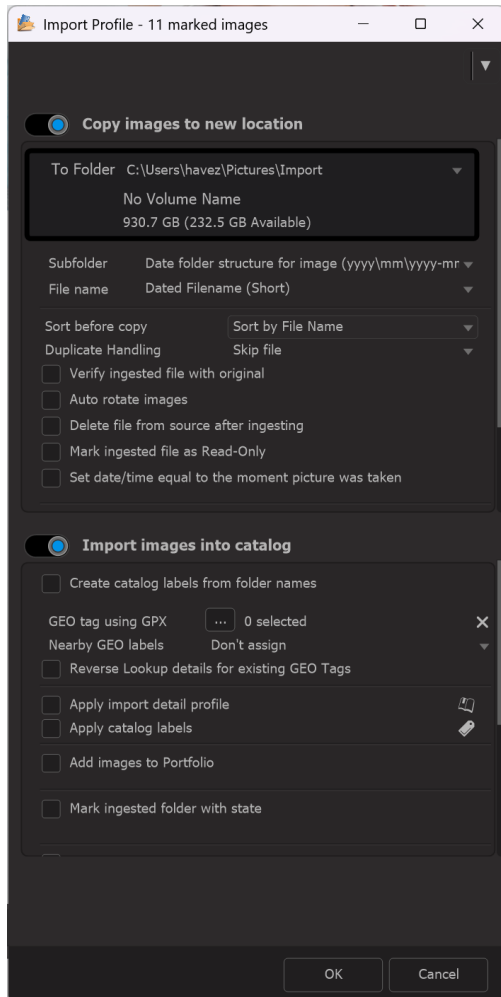 Import Profile - 11 marked images
Copy images to new location
To Folder C:\Users\havez\Pictures\Import
No Volume Name
930.7 GB (232.5 GB Available)
Subfolder Date folder structure for image (yyyy\mm\yyyy-mr
File name Dated Filename (Short)
Sort before copy Sort by File Name
Duplicate Handling Skip file
Verify ingested file with original
Auto rotate images
Delete file from source after ingesting
Mark ingested file as Read-Only
Set date/time equal to the moment picture was taken
Import images into catalog
Create catalog labels from folder names
GEO tag using GPX ... 0 selected
Nearby GEO labels Don't assign
Reverse Lookup details for existing GEO Tags
Apply import detail profile
Apply catalog labels
Add images to Portfolio
Mark ingested folder with state
OK Cancel